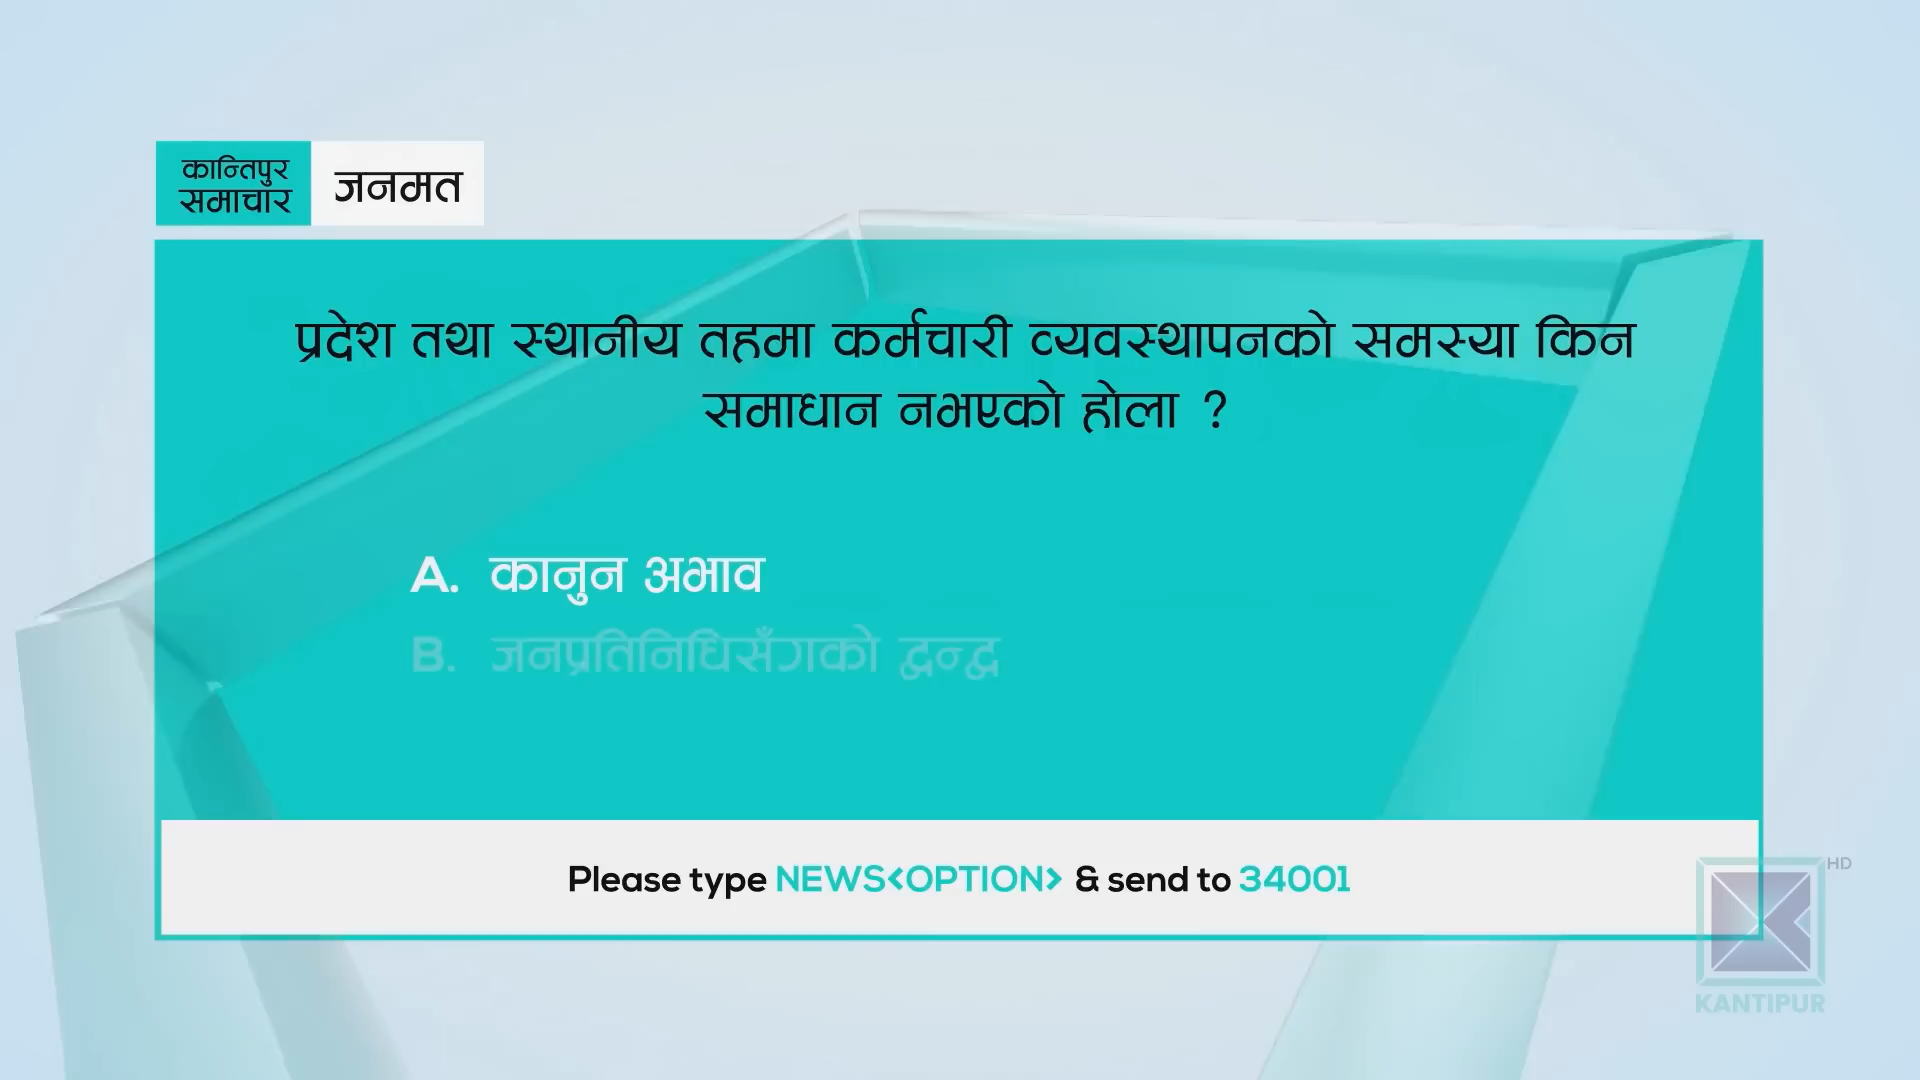 कान्तिपुर
समाचार
जनमत
प्रदेश तथा स्थानीय तहमा कर्मचारी व्यवस्थापनको समस्या किन
समाधान नभएको होला ?
A. कानुन अभाव
B. जनप्रतिनिधिसँगको द्वन्द्व
Please type NEWS<OPTION> & send to 34001
HD
KANTIPUR